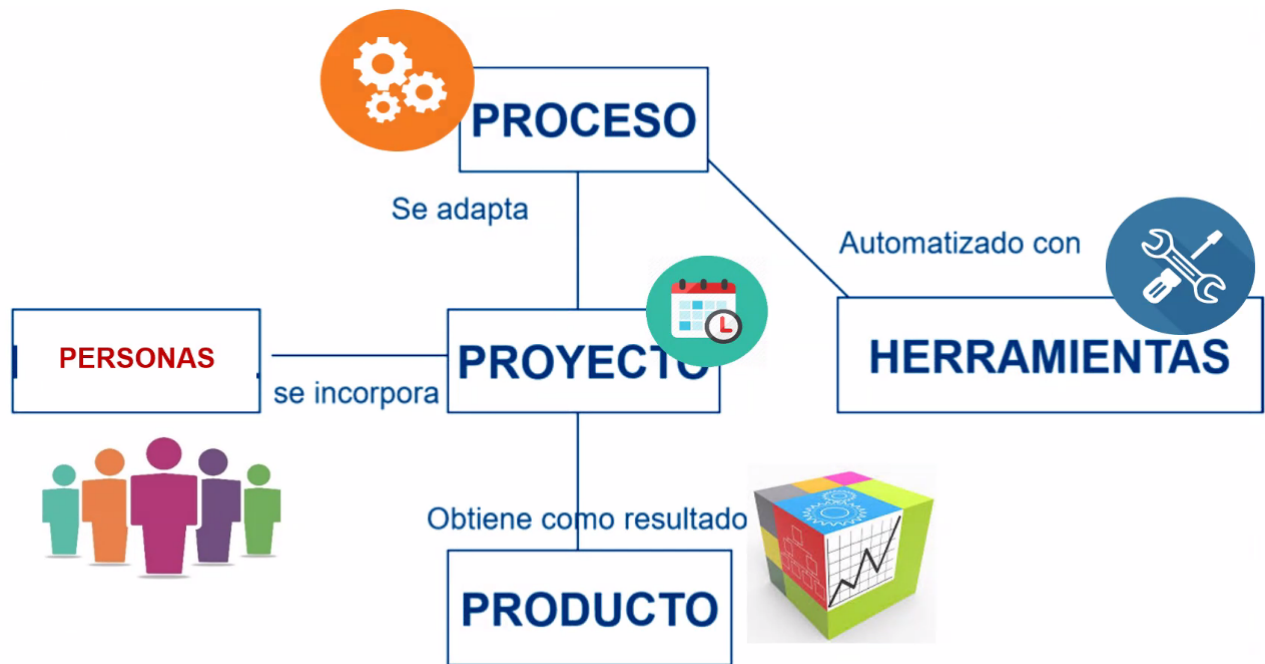 PROCESO
Se adapta
Automatizado con
PERSONAS
se incorpora
PROYECTO
HERRAMIENTAS
Obtiene como resultado
PRODUCTO